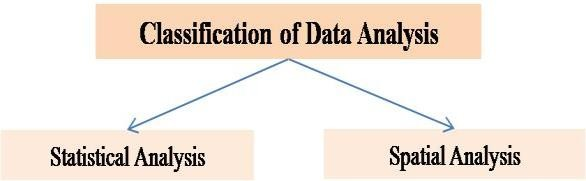 Classification of Data Analysis
Statistical Analysis
Spatial Analysis